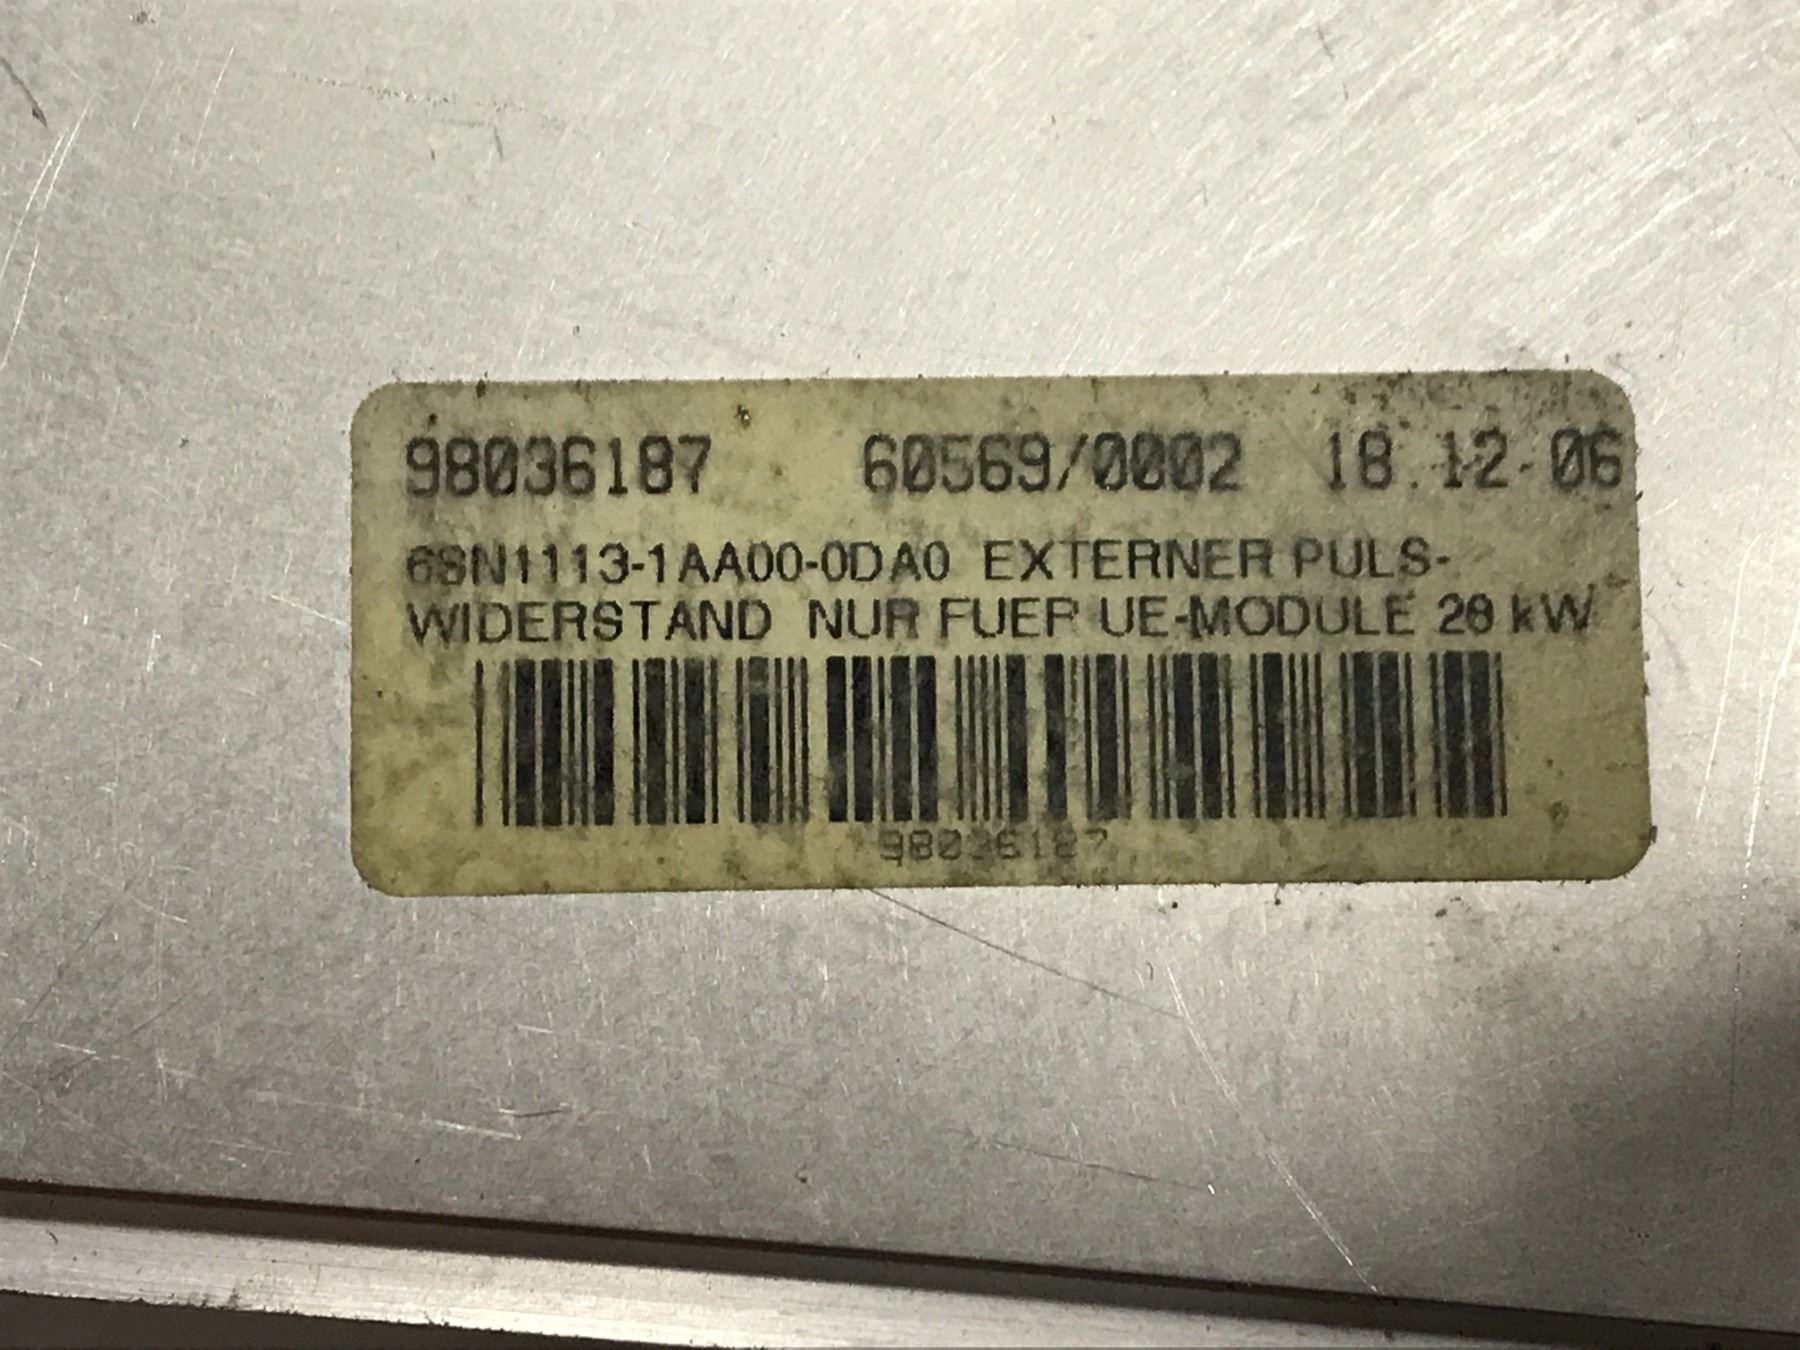 98036187 60569/0002 18.12.06
6SN1113-1AA00-0DA0 EXTERNER PULS-
WIDERSTAND NUR FUER UE-MODULE 28 kW
98036187